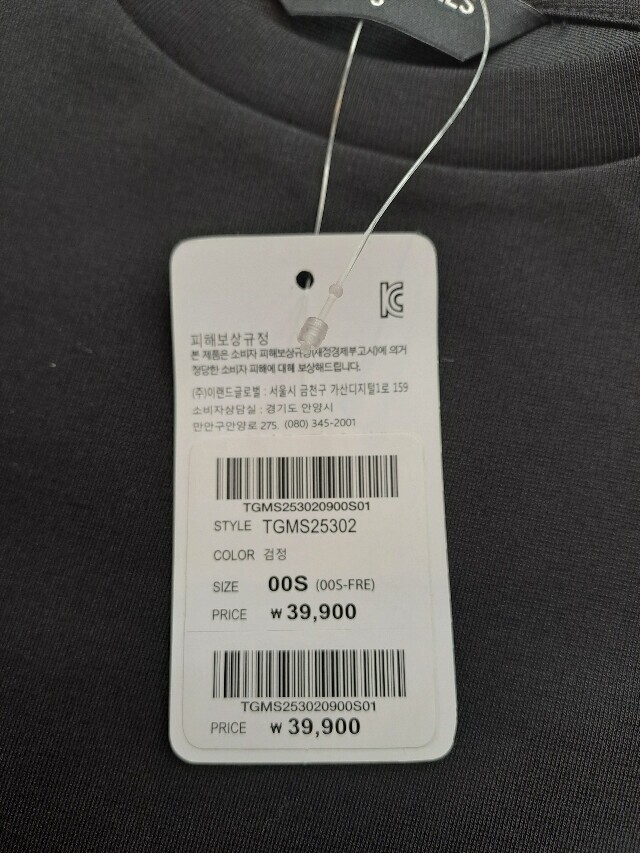 피해보상규정
본 제품은 소비자 피해보상규정(재정경제부고시)에 의거
정당한 소비자 피해에 대해 보상해드립니다.
(주)이랜드글로벌 : 서울시 금천구 가산디지털1로 159
소비자상담실 : 경기도 안양시
만안구안양로 275. (080) 345-2001
TGMS253020900S01
STYLE TGMS25302
COLOR 검정
SIZE 00S (00S-FRE)
PRICE ₩ 39,900
TGMS253020900S01
PRICE ₩ 39,900